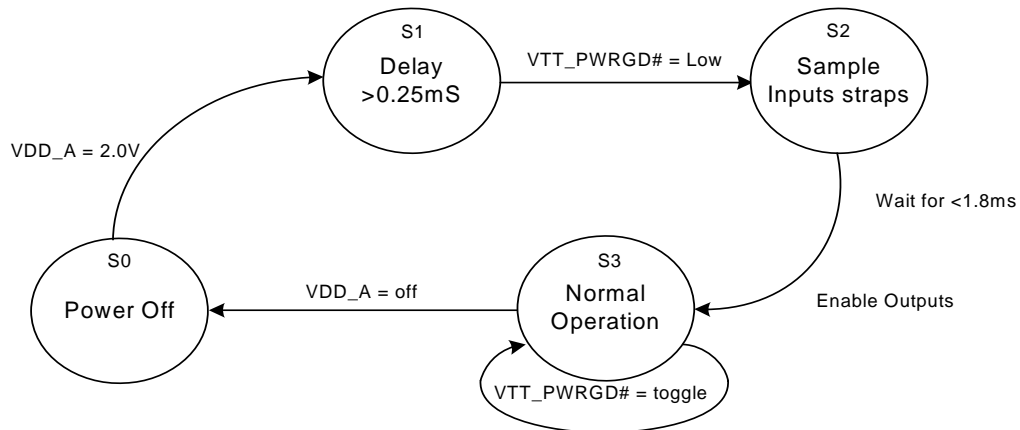 S1
Delay
>0.25mS
VTT_PWRGD# = Low
S2
Sample
Inputs straps
VDD_A = 2.0V
Wait for <1.8ms
S0
Power Off
VDD_A = off
S3
Normal
Operation
Enable Outputs
VTT_PWRGD# = toggle